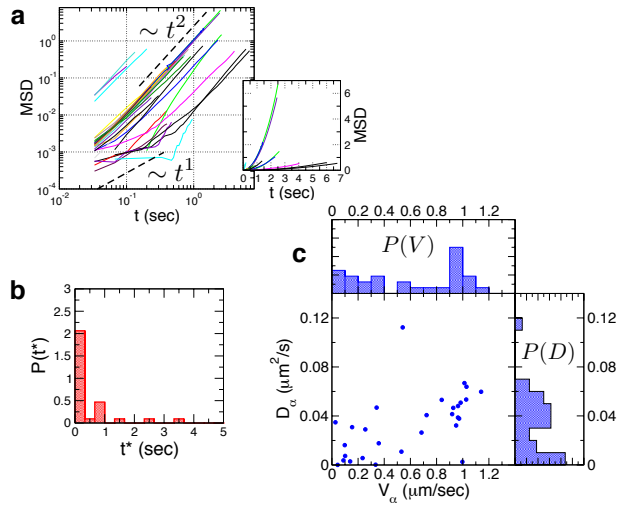 a
~ t²
~ t¹
MSD
10⁰
10⁻¹
10⁻²
10⁻³
10⁻⁴
10⁻² 10⁻¹ 10⁰
t (sec)
6
4
2
0
MSD
0 1 2 3 4 5 6 7
t (sec)
b
P(t*)
3
2.5
2
1.5
1
0.5
0
0 1 2 3 4 5
t* (sec)
c
0 0.2 0.4 0.6 0.8 1 1.2
P(V)
P(D)
D_α (μm²/s)
0.12
0.08
0.04
0
0.12
0.08
0.04
0
0 0.2 0.4 0.6 0.8 1 1.2
V_α (μm/sec)